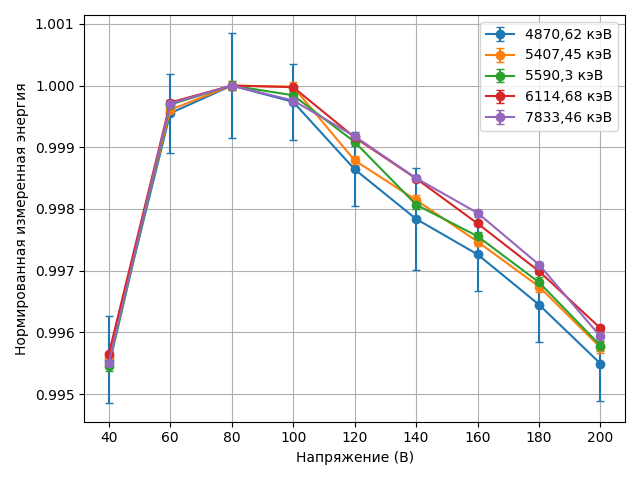 1.001
1.000
0.999
0.998
0.997
0.996
0.995
Нормированная измеренная энергия
4870,62 кэВ
5407,45 кэВ
5590,3 кэВ
6114,68 кэВ
7833,46 кэВ
40 60 80 100 120 140 160 180 200
Напряжение (В)